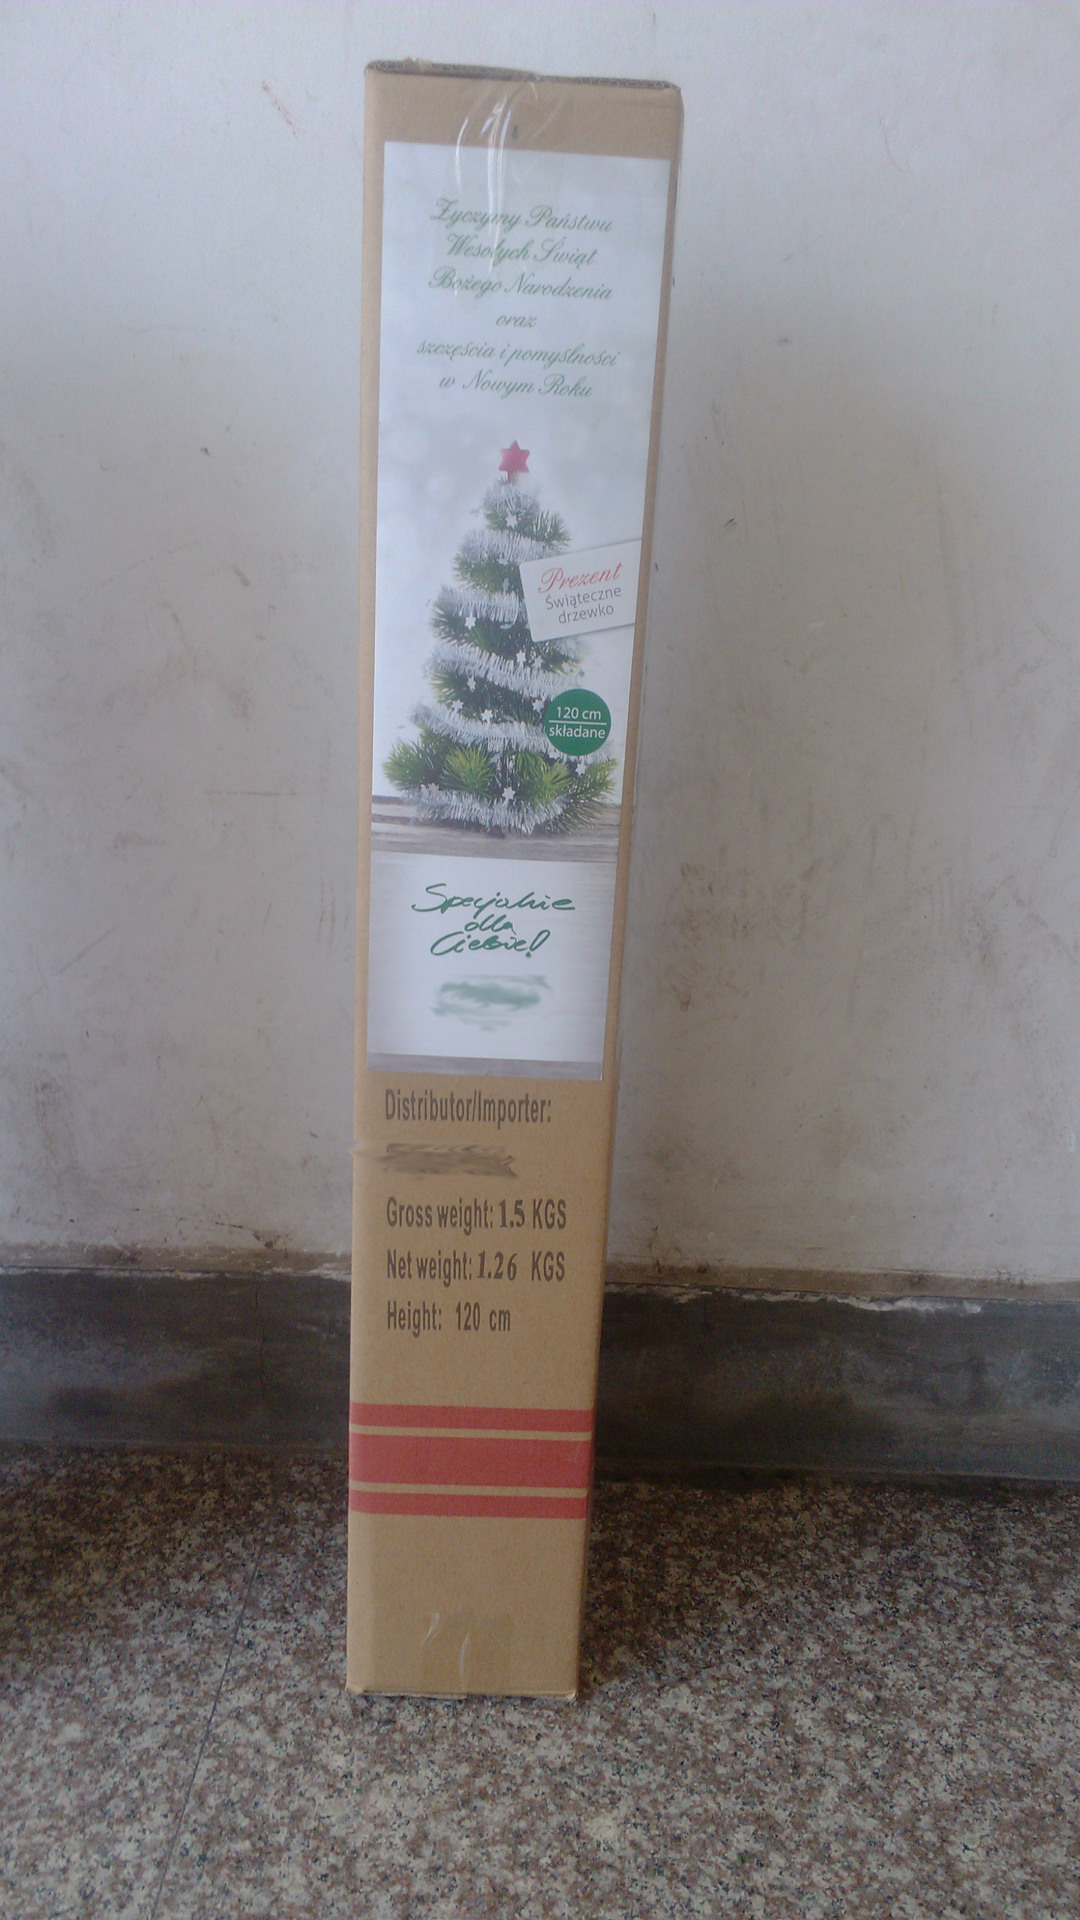 Życzymy Państwu
Wesołych Świąt
Bożego Narodzenia
oraz
szczęścia i pomyślności
w Nowym Roku
Prezent
Świąteczne
drzewko
120 cm
składane
Specjalnie
dla
Ciebie!
Distributor/Importer:
Gross weight: 1.5 KGS
Net weight: 1.26 KGS
Height: 120 cm